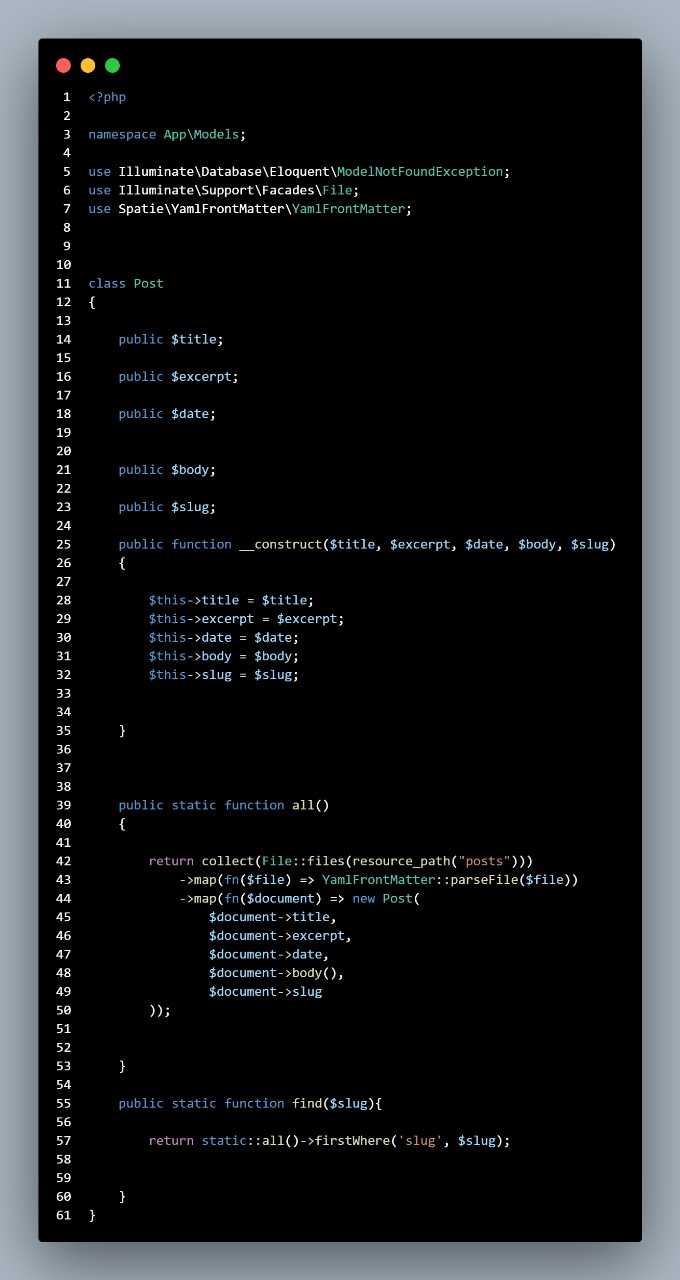 1 <?php
2
3 namespace App\Models;
4
5 use Illuminate\Database\Eloquent\ModelNotFoundException;
6 use Illuminate\Support\Facades\File;
7 use Spatie\YamlFrontMatter\YamlFrontMatter;
8
9
10
11 class Post
12 {
13
14     public $title;
15
16     public $excerpt;
17
18     public $date;
19
20
21     public $body;
22
23     public $slug;
24
25     public function __construct($title, $excerpt, $date, $body, $slug)
26     {
27
28         $this->title = $title;
29         $this->excerpt = $excerpt;
30         $this->date = $date;
31         $this->body = $body;
32         $this->slug = $slug;
33
34
35     }
36
37
38
39     public static function all()
40     {
41
42         return collect(File::files(resource_path("posts")))
43             ->map(fn($file) => YamlFrontMatter::parseFile($file))
44             ->map(fn($document) => new Post(
45                 $document->title,
46                 $document->excerpt,
47                 $document->date,
48                 $document->body(),
49                 $document->slug
50         ));
51
52
53     }
54
55     public static function find($slug){
56
57         return static::all()->firstWhere('slug', $slug);
58
59
60     }
61 }